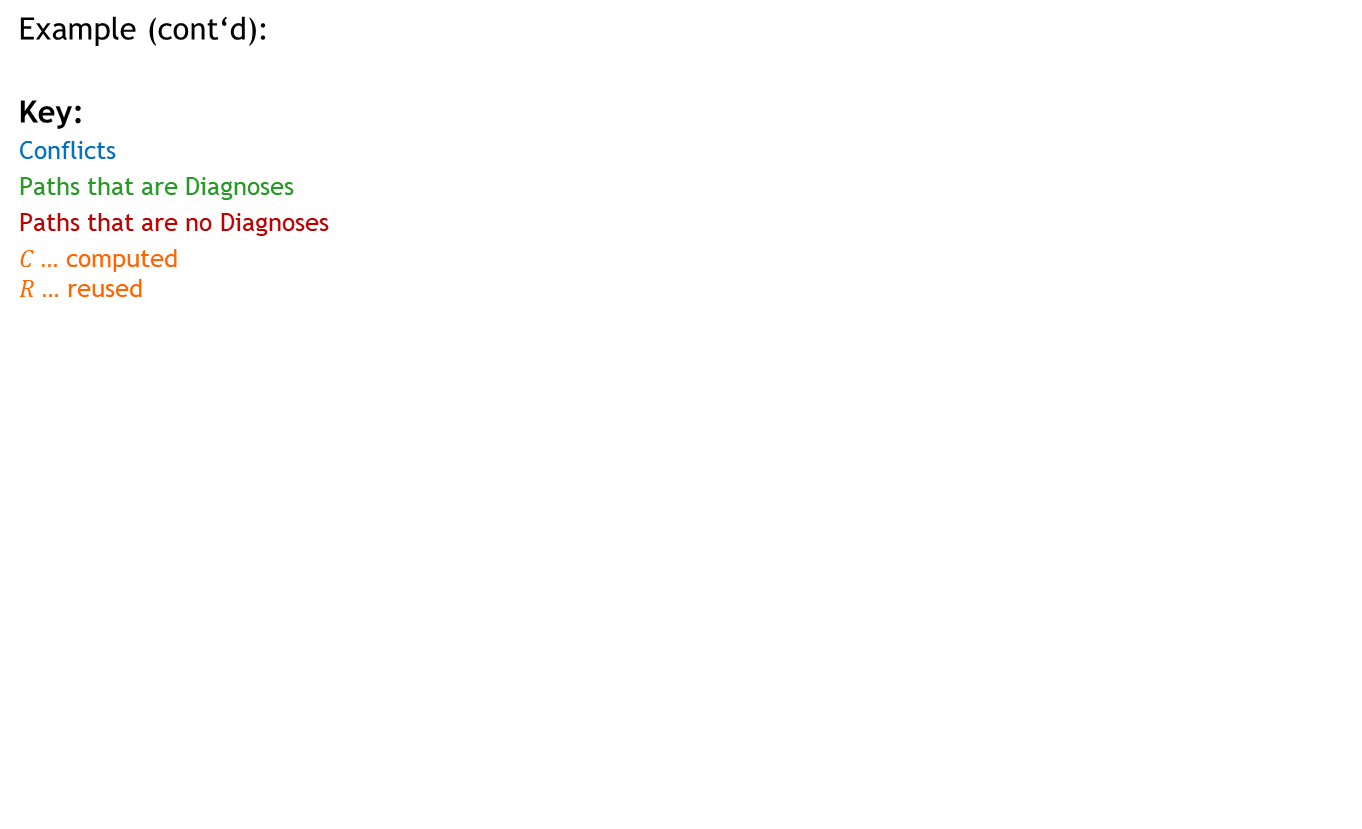 Example (cont‘d):
Key:
Conflicts
Paths that are Diagnoses
Paths that are no Diagnoses
C … computed
R … reused